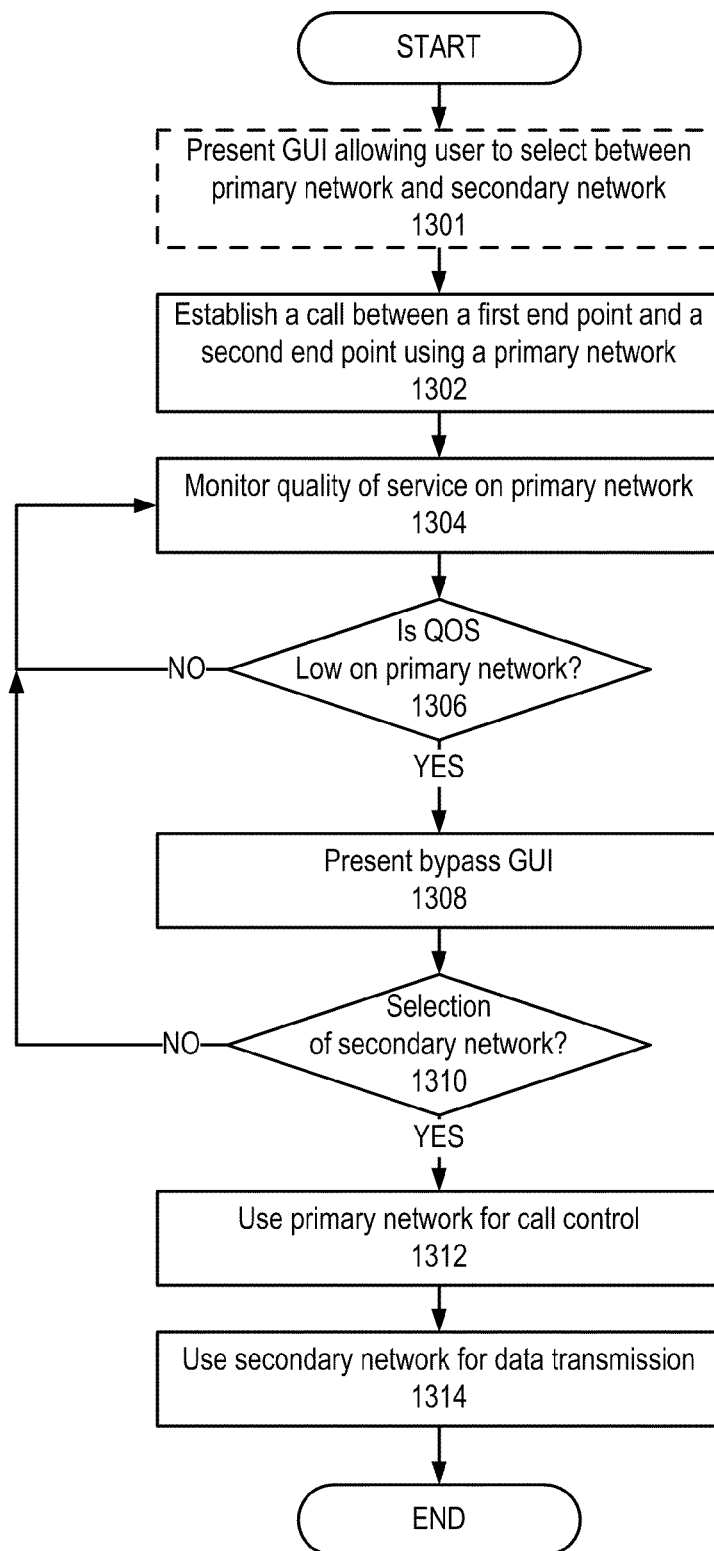 START
Present GUI allowing user to select between
primary network and secondary network
1301
Establish a call between a first end point and a
second end point using a primary network
1302
Monitor quality of service on primary network
1304
Is QOS
Low on primary network?
1306
NO
YES
Present bypass GUI
1308
Selection
of secondary network?
1310
NO
YES
Use primary network for call control
1312
Use secondary network for data transmission
1314
END